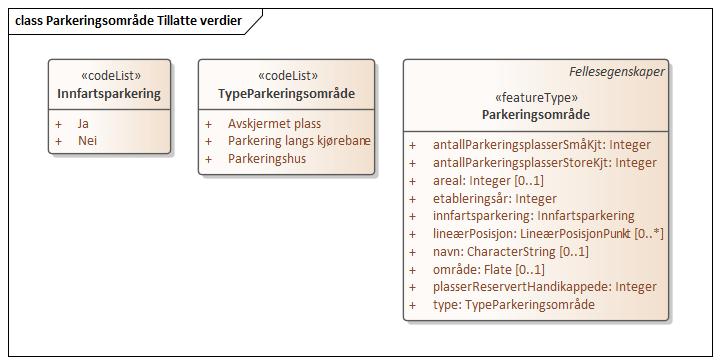 class Parkeringsområde Tillatte verdier
«codeList»
Innfartsparkering
+ Ja
+ Nei
«codeList»
TypeParkeringsområde
+ Avskjermet plass
+ Parkering langs kjørebane
+ Parkeringshus
Fellesegenskaper
«featureType»
Parkeringsområde
+ antallParkeringsplasserSmåKjt: Integer
+ antallParkeringsplasserStoreKjt: Integer
+ areal: Integer [0..1]
+ etableringsår: Integer
+ innfartsparkering: Innfartsparkering
+ lineærPosisjon: LineærPosisjonPunkt [0..*]
+ navn: CharacterString [0..1]
+ område: Flate [0..1]
+ plasserReservertHandikappede: Integer
+ type: TypeParkeringsområde